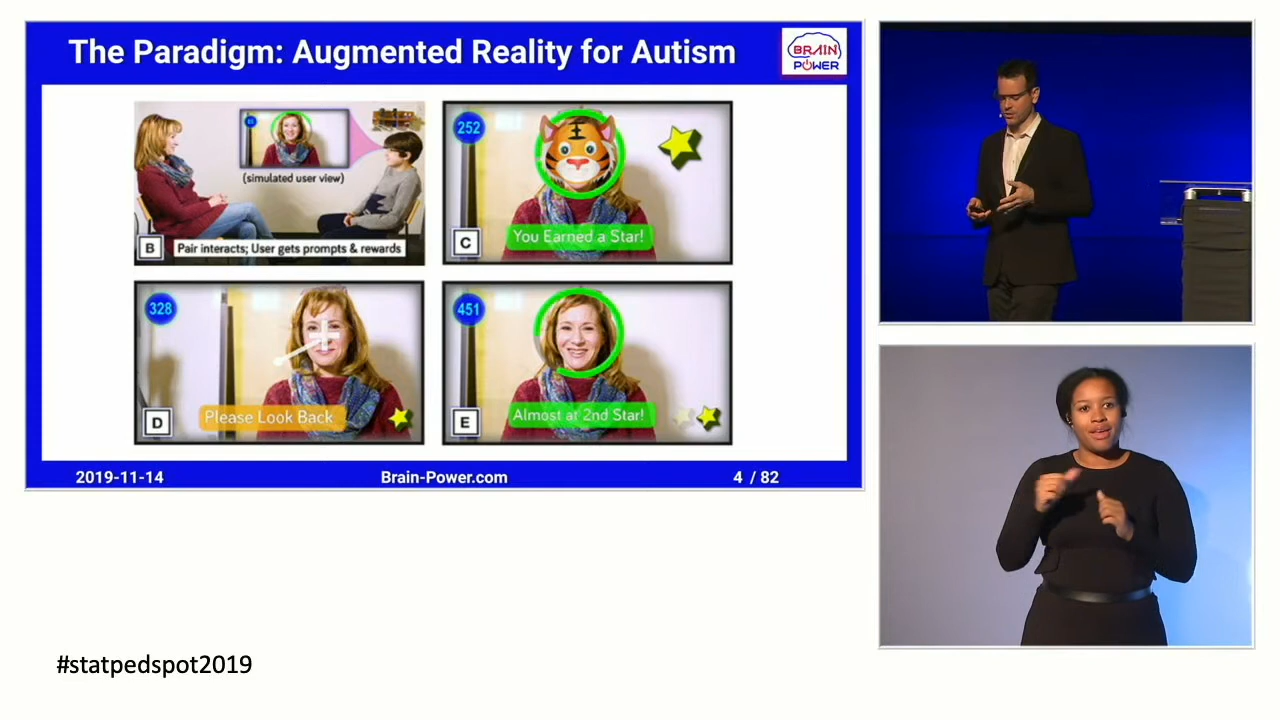 The Paradigm: Augmented Reality for Autism
BRAIN
POWER
(simulated user view)
B
Pair interacts; User gets prompts & rewards
252
C
You Earned a Star!
328
D
Please Look Back
451
E
Almost at 2nd Star!
2019-11-14
Brain-Power.com
4 / 82
#statpedspot2019